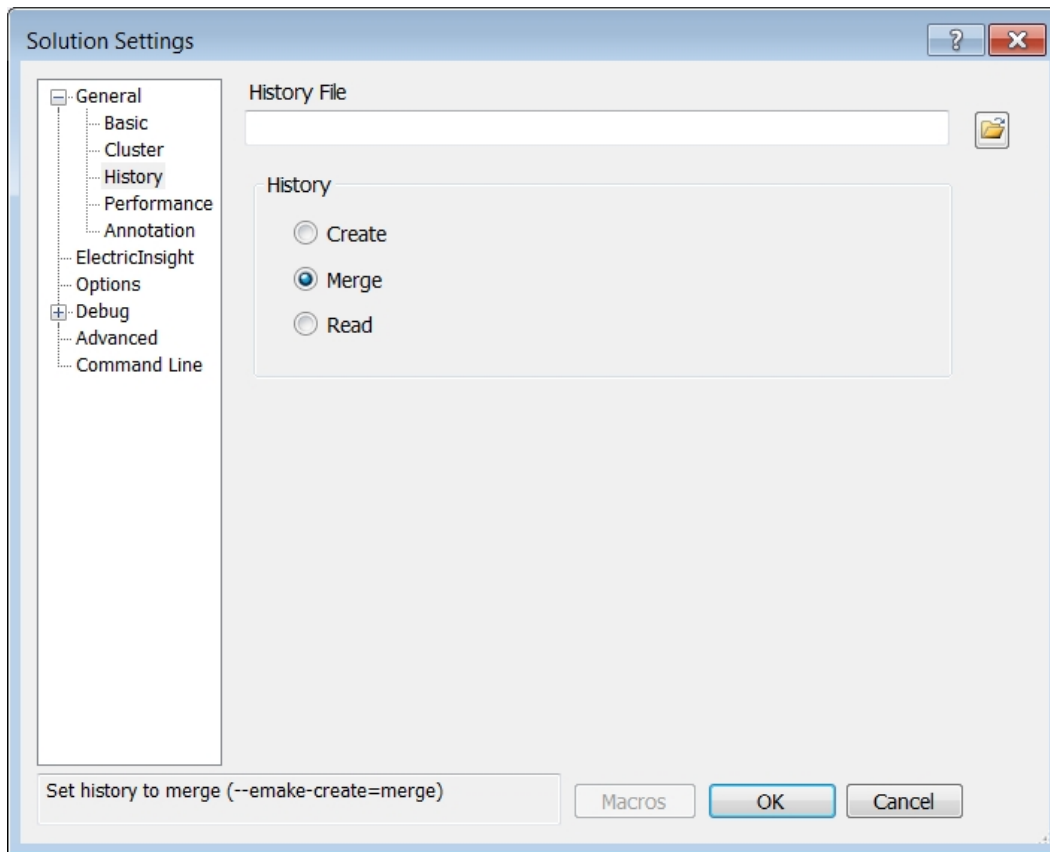 Solution Settings
General
Basic
Cluster
History
Performance
Annotation
ElectricInsight
Options
Debug
Advanced
Command Line
History File
History
Create
Merge
Read
Set history to merge (--emake-create=merge)
Macros
OK
Cancel